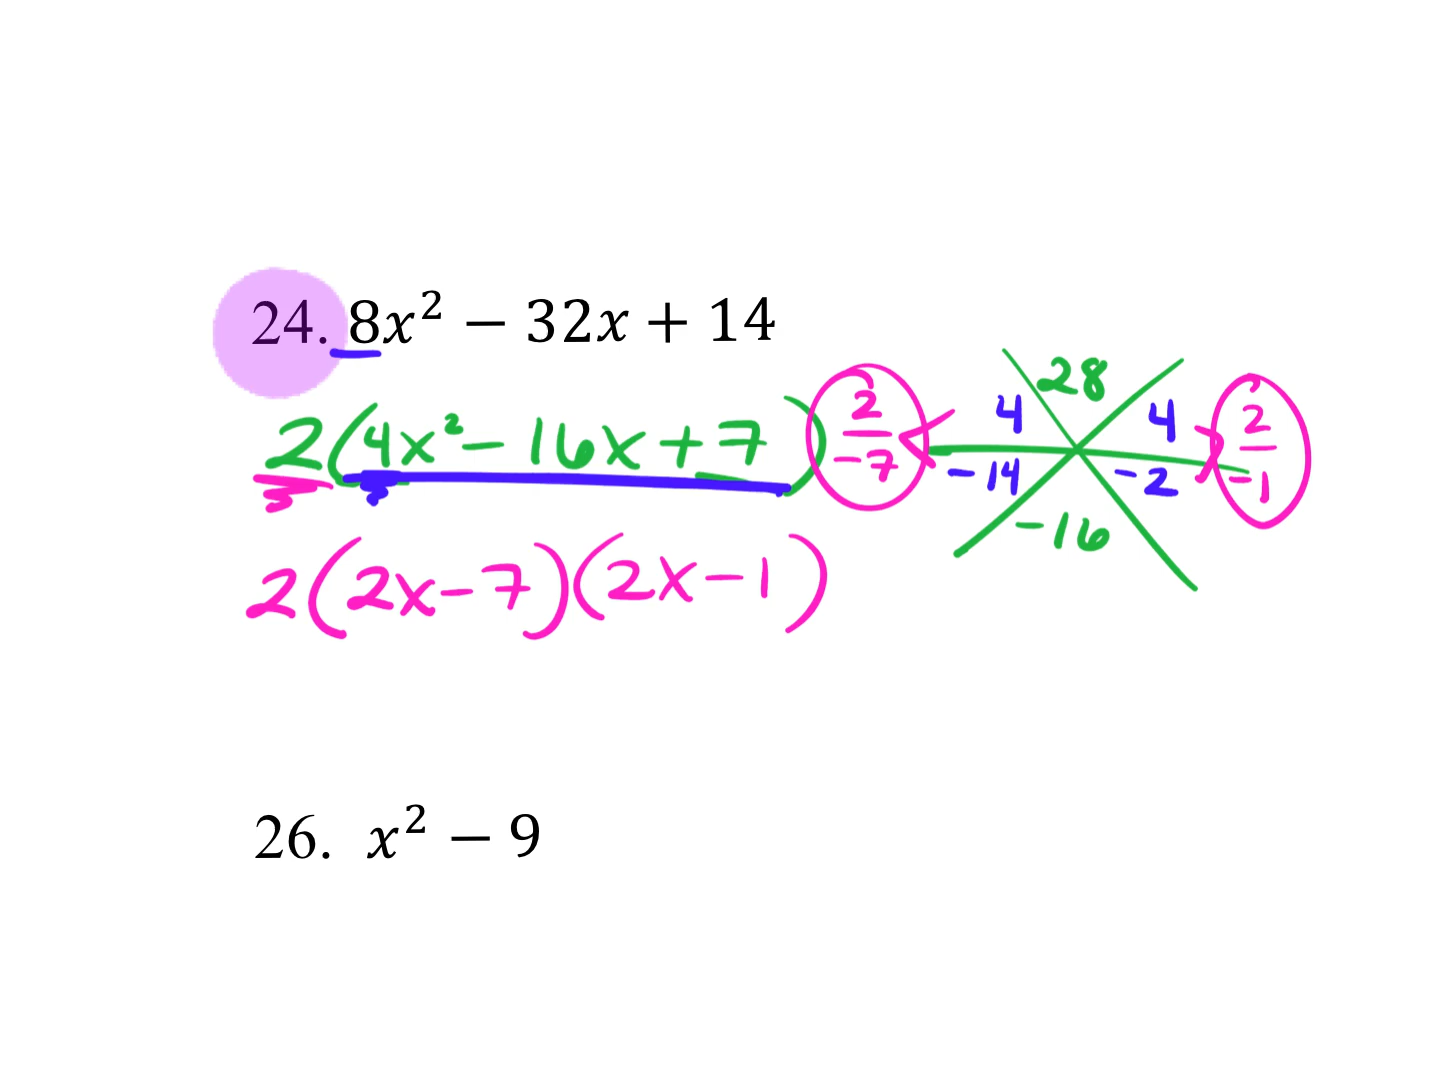 24. 8x² − 32x + 14
2(4x² − 16x + 7)
2/-7 < 4/-14 28 -16 4/-2 > 2/-1
2(2x − 7)(2x − 1)
26. x² − 9